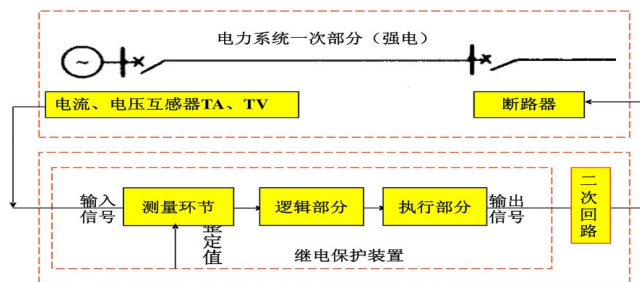 电力系统一次部分（强电）
~
电流、电压互感器TA、TV
断路器
输入
信号
测量环节
逻辑部分
执行部分
输出
信号
二次回路
整定值
继电保护装置